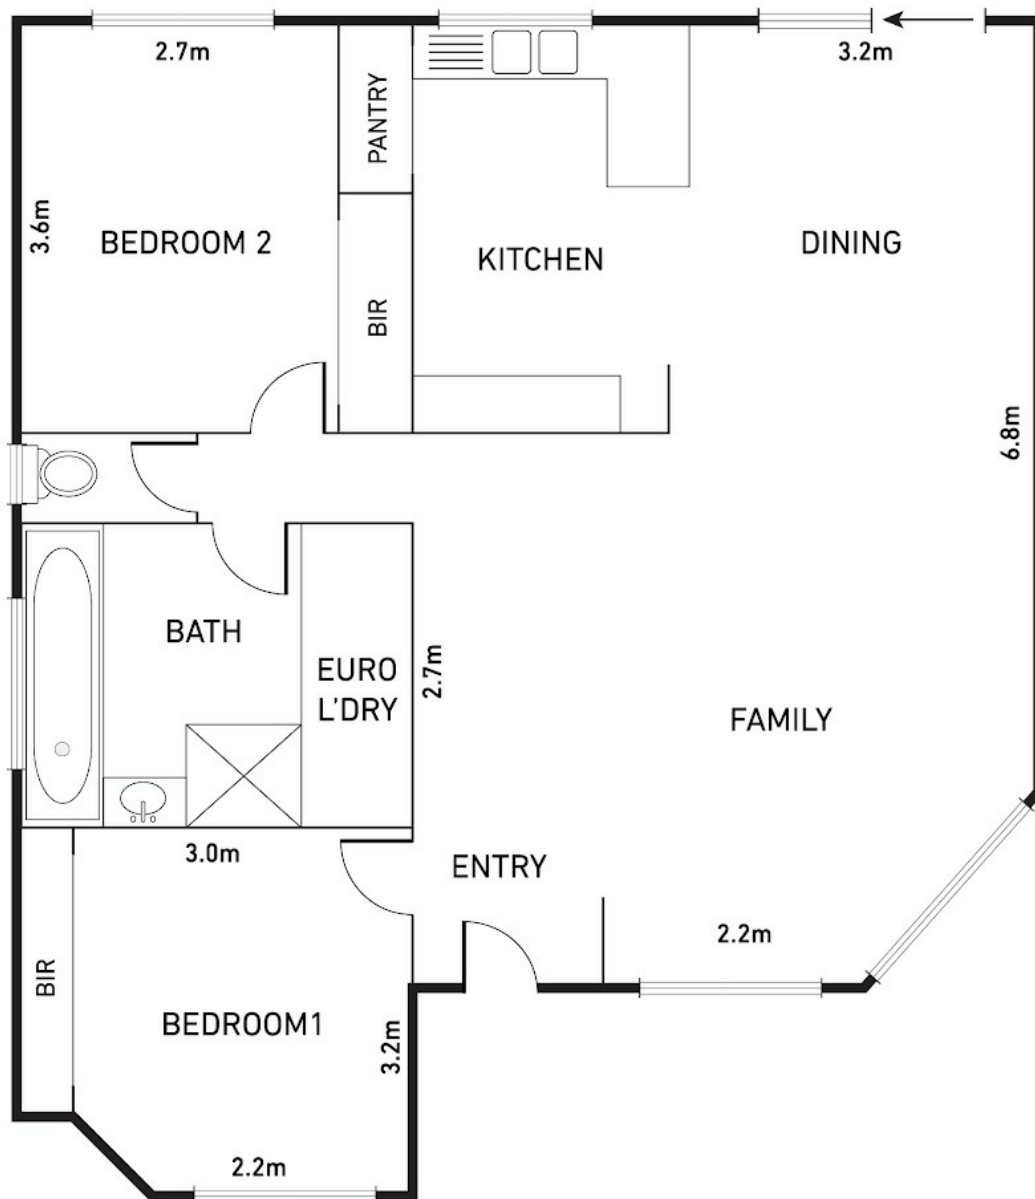 2.7m
3.2m
PANTRY
3.6m
BEDROOM 2
KITCHEN
DINING
BIR
6.8m
BATH
EURO
L'DRY
2.7m
FAMILY
3.0m
ENTRY
2.2m
BIR
BEDROOM1
3.2m
2.2m